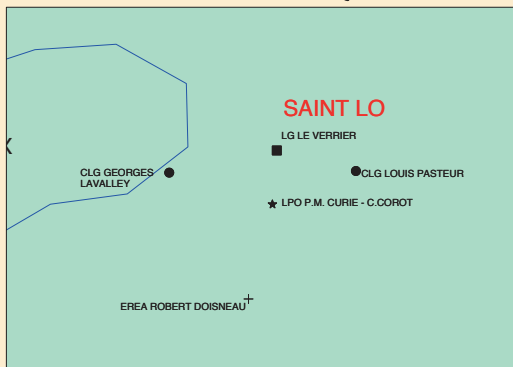 SAINT LO
LG LE VERRIER
X
CLG GEORGES
LAVALLEY
CLG LOUIS PASTEUR
LPO P.M. CURIE - C.COROT
EREA ROBERT DOISNEAU